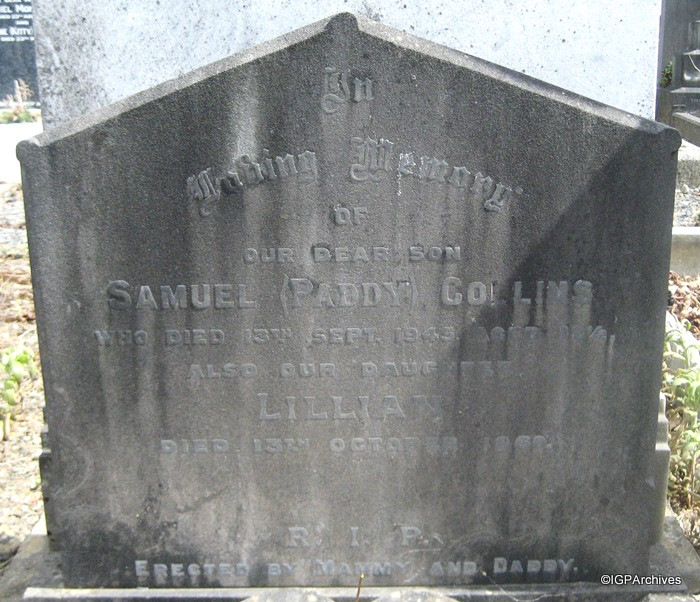 In
Loving Memory
OF
OUR DEAR SON
SAMUEL (PADDY) COLLINS
WHO DIED 13TH SEPT. AGED
ALSO OUR DAUGHTER
LILLIAN
DIED 13TH OCTOBER
R. I. P.
ERECTED BY MAMMY AND DADDY.
©IGPArchives